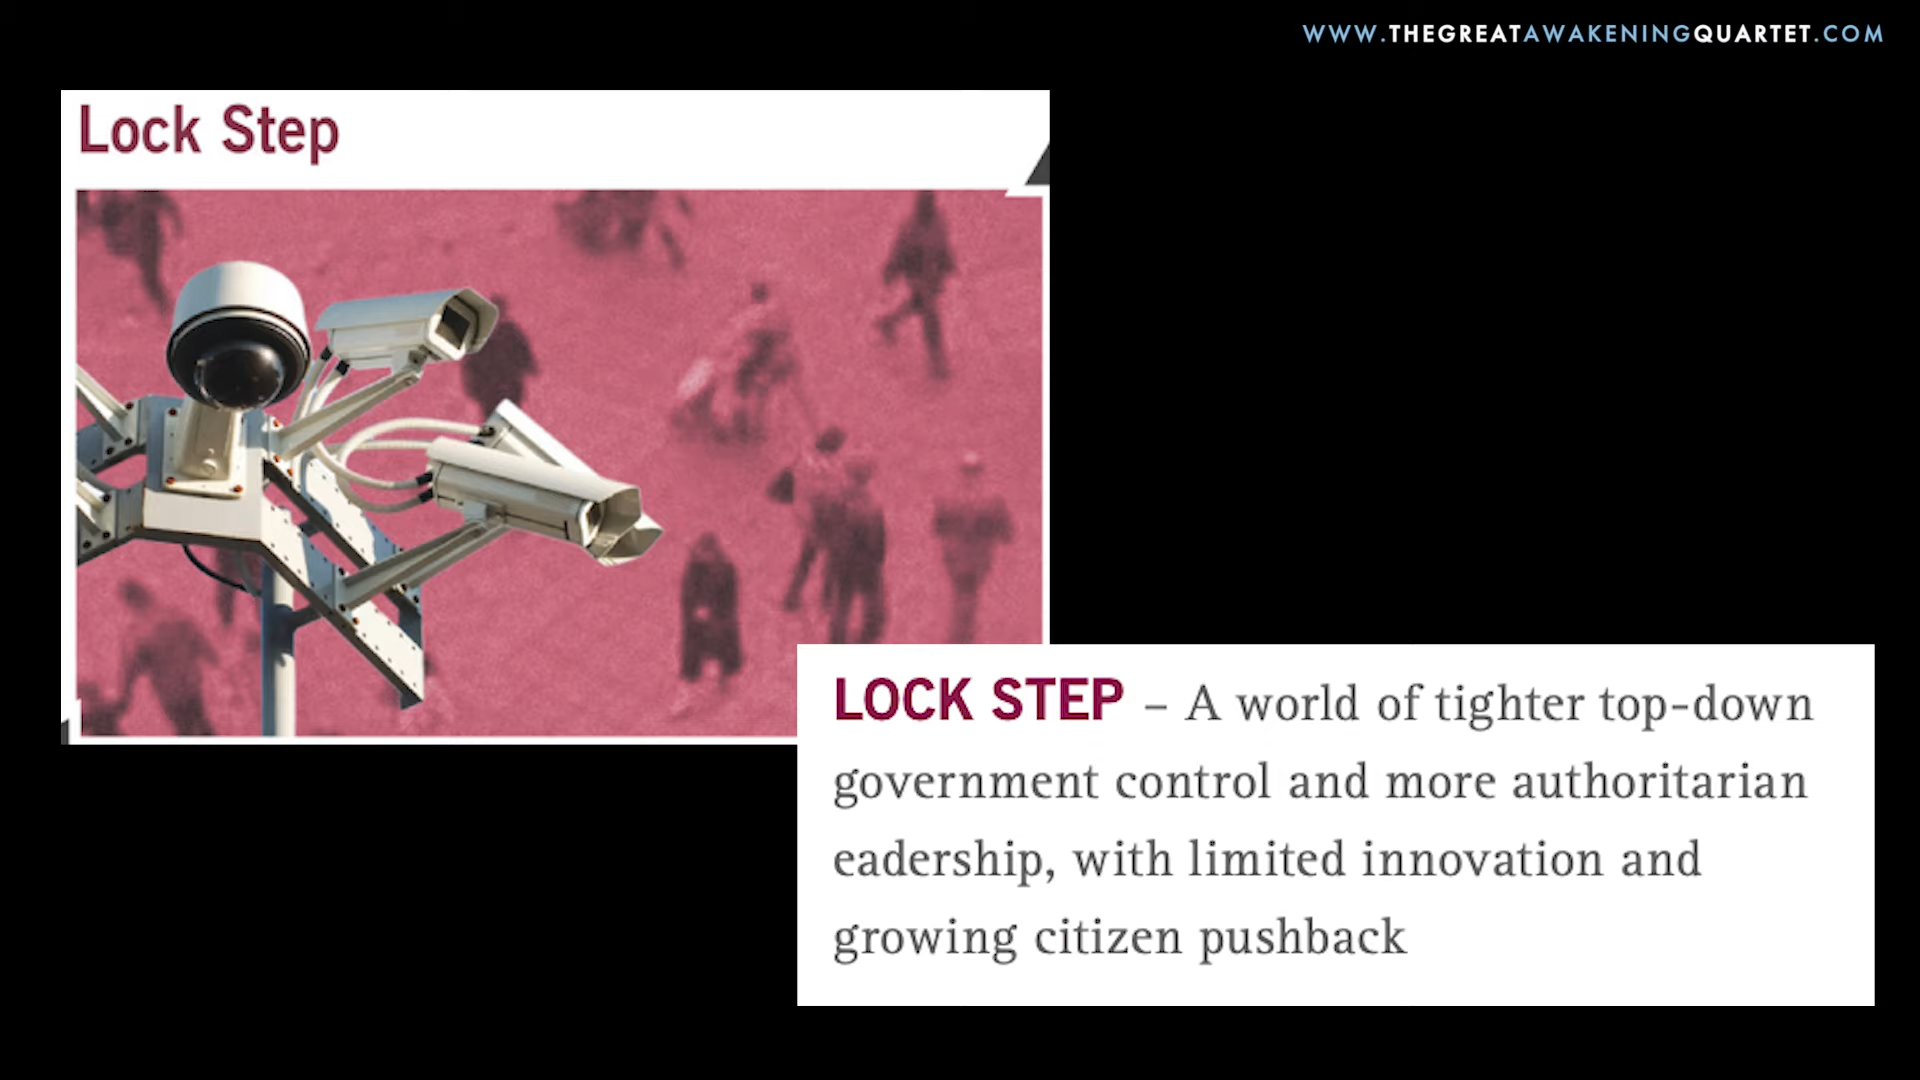 WWW.THEGREATAWAKENINGQUARTET.COM
Lock Step
LOCK STEP – A world of tighter top-down
government control and more authoritarian
eadership, with limited innovation and
growing citizen pushback